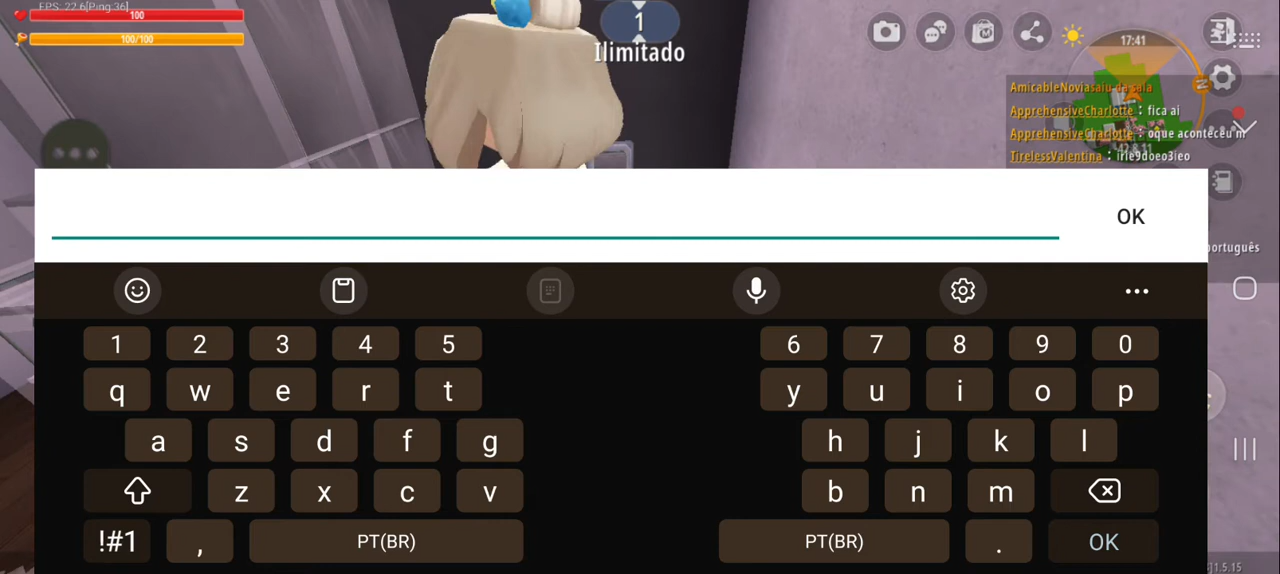 FPS: 22.6[Ping:36]
100
100/100
1
Ilimitado
M
17:41
Z
AmicableNoviasaiu da sala
ApprehensiveCharlotte : fica ai
ApprehensiveCharlotte : oque aconteceu m
TirelessValentina : irie9doeo3ieo
português
OK
1 2 3 4 5 6 7 8 9 0
q w e r t y u i o p
a s d f g h j k l
z x c v b n m
!#1 , PT(BR) PT(BR) . OK
1.5.15